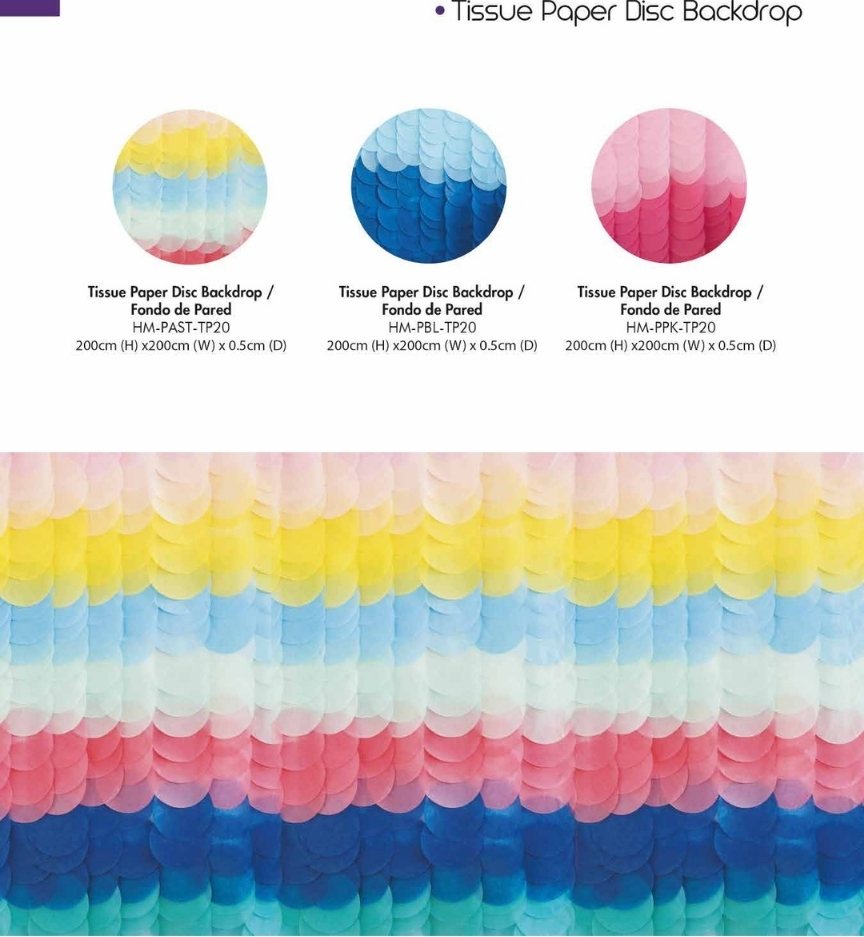 • Tissue Paper Disc Backdrop
Tissue Paper Disc Backdrop /
Fondo de Pared
HM-PAST-TP20
200cm (H) x200cm (W) x 0.5cm (D)
Tissue Paper Disc Backdrop /
Fondo de Pared
HM-PBL-TP20
200cm (H) x200cm (W) x 0.5cm (D)
Tissue Paper Disc Backdrop /
Fondo de Pared
HM-PPK-TP20
200cm (H) x200cm (W) x 0.5cm (D)